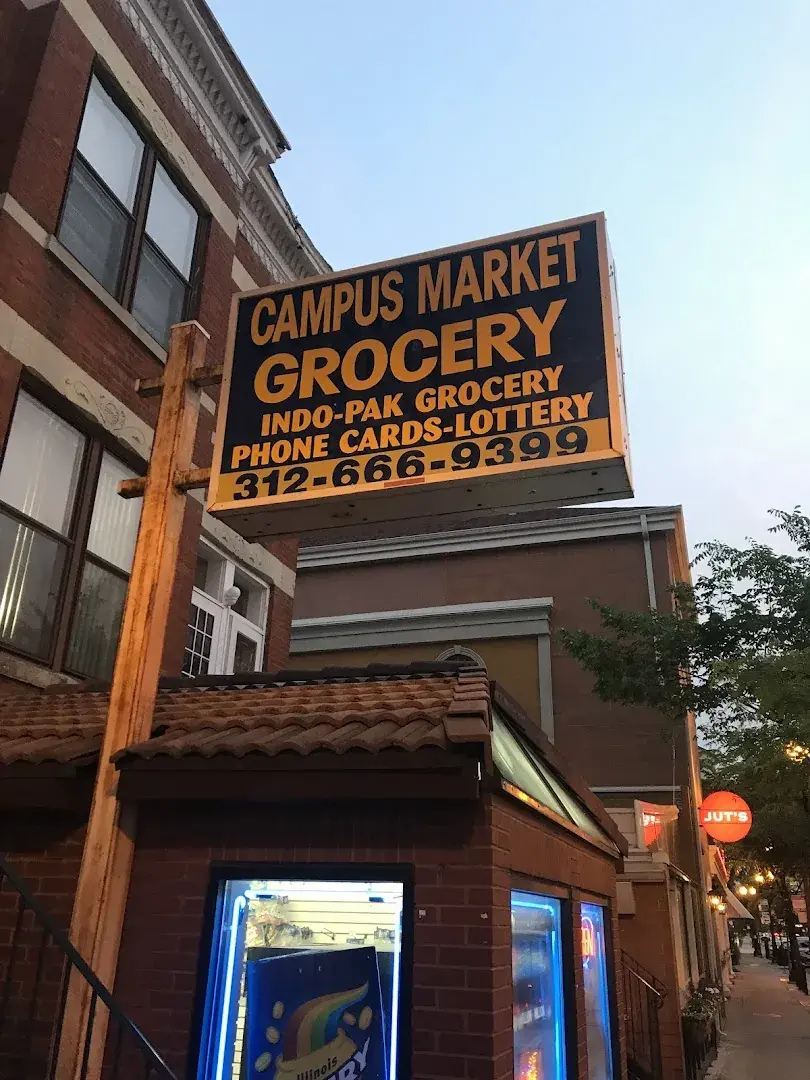 CAMPUS MARKET
GROCERY
INDO-PAK GROCERY
PHONE CARDS-LOTTERY
312-666-9399
JUT'S
Illinois